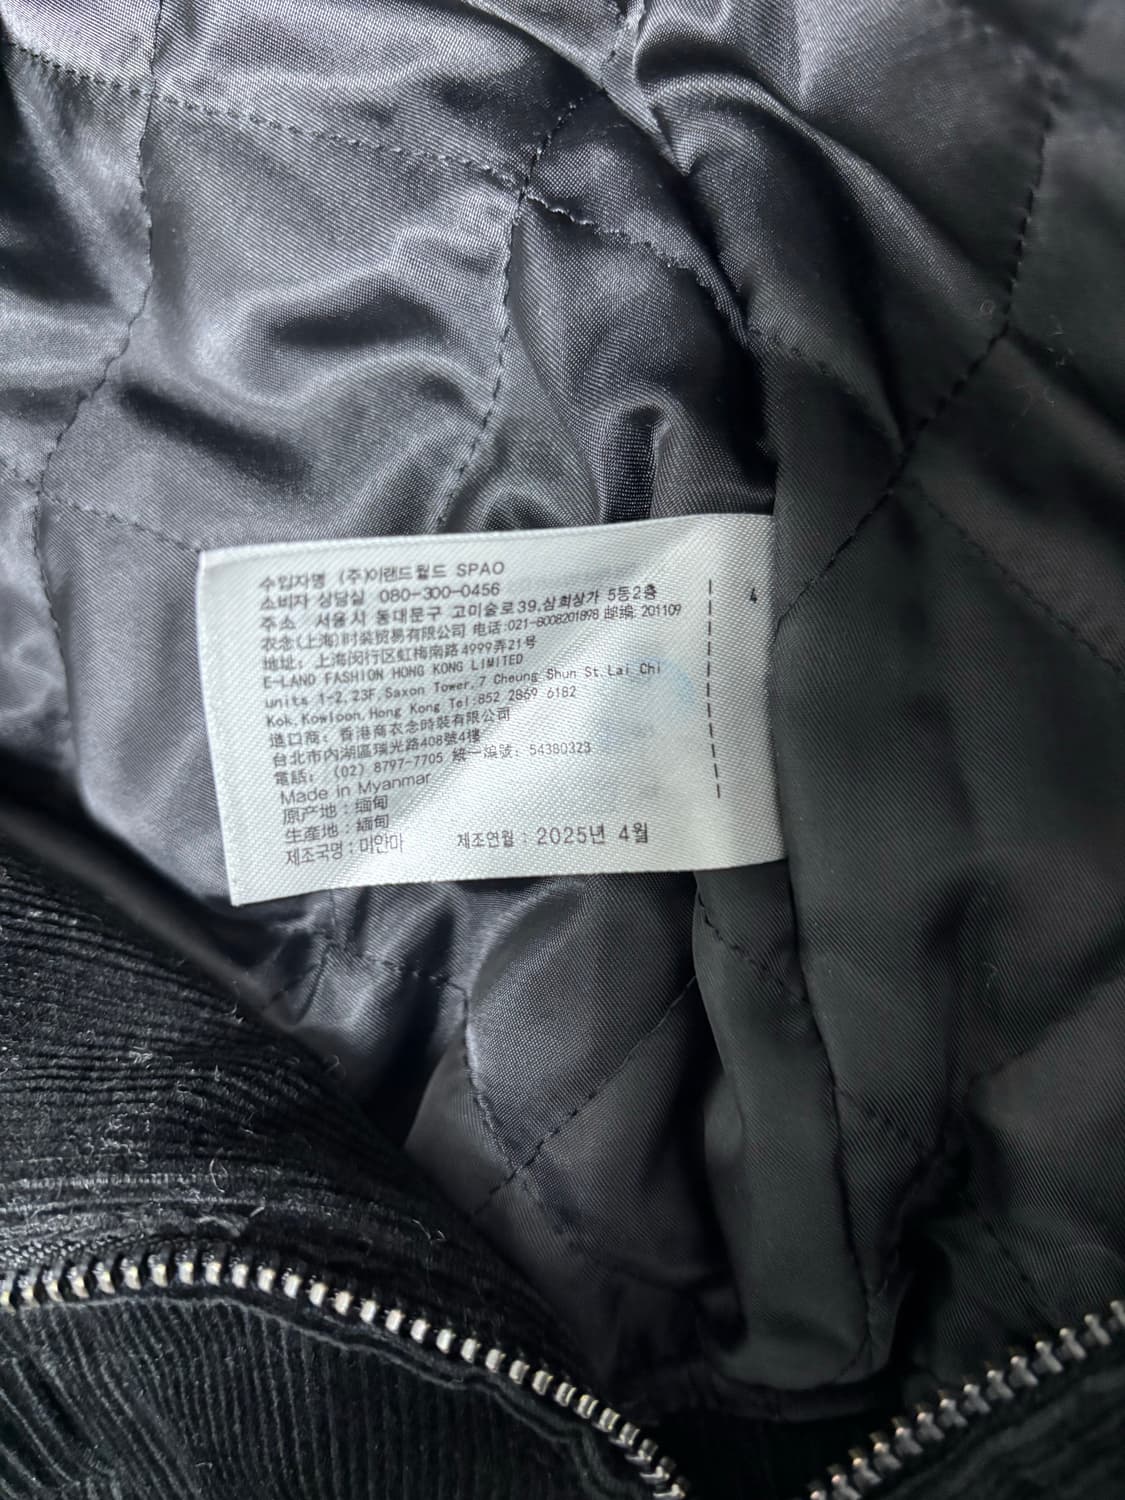 수입자명 (주)이랜드월드 SPAO
소비자 상담실 080-300-0456
주소 서울시 동대문구 고미술로39,삼희상가 5동2층
衣念(上海)时装贸易有限公司 电话:021-8008201898 邮编 201109
地址: 上海闵行区虹梅南路4999弄21号
E-LAND FASHION HONG KONG LIMITED
units 1-2,23F,Saxon Tower,7 Cheung Shun St.Lai Chi
Kok,Kowloon,Hong Kong Tel:852 2869 6182
進口商: 香港商衣念時裝有限公司
台北市內湖區瑞光路408號4樓
電話: (02) 8797-7705 統一編號: 54380323
Made in Myanmar
原产地 : 缅甸
生產地 : 緬甸
제조국명 : 미얀마 제조연월 : 2025년 4월
4